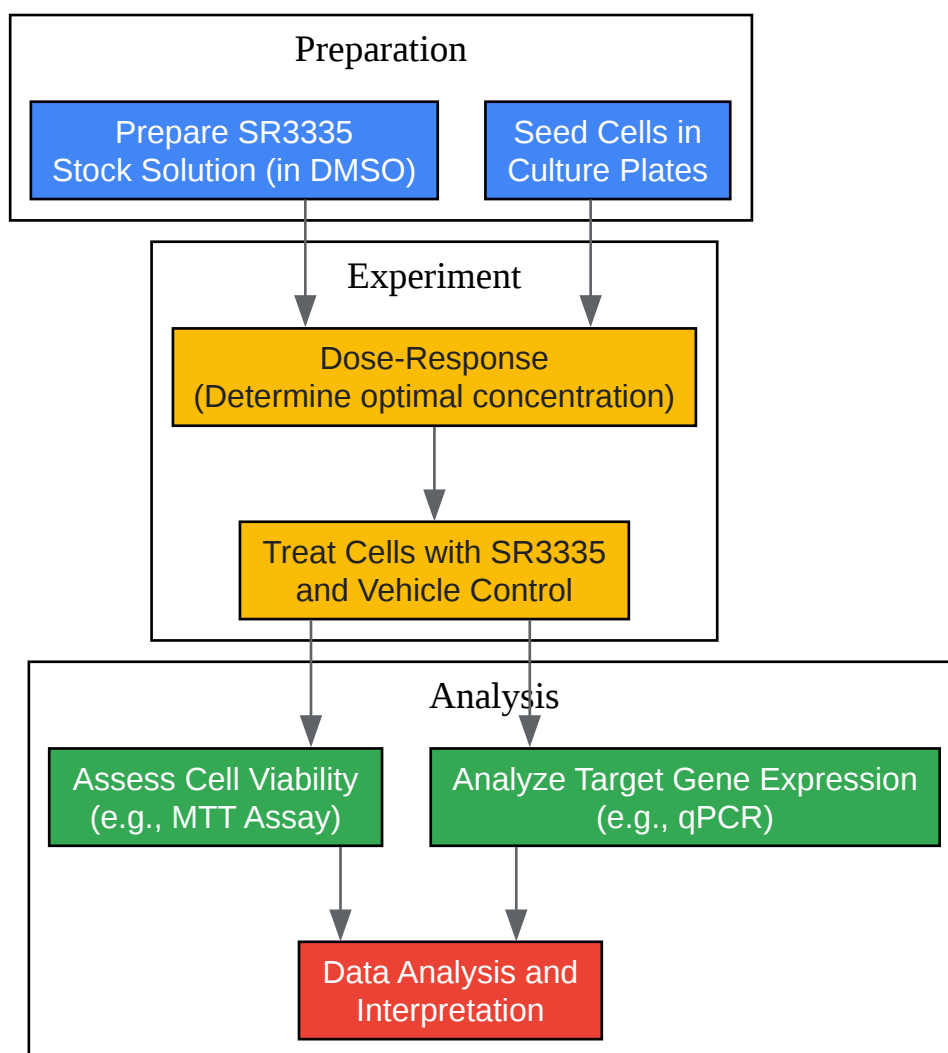 Preparation
Prepare SR3335
Stock Solution (in DMSO)
Seed Cells in
Culture Plates
Experiment
Dose-Response
(Determine optimal concentration)
Treat Cells with SR3335
and Vehicle Control
Analysis
Assess Cell Viability
(e.g., MTT Assay)
Analyze Target Gene Expression
(e.g., qPCR)
Data Analysis and
Interpretation